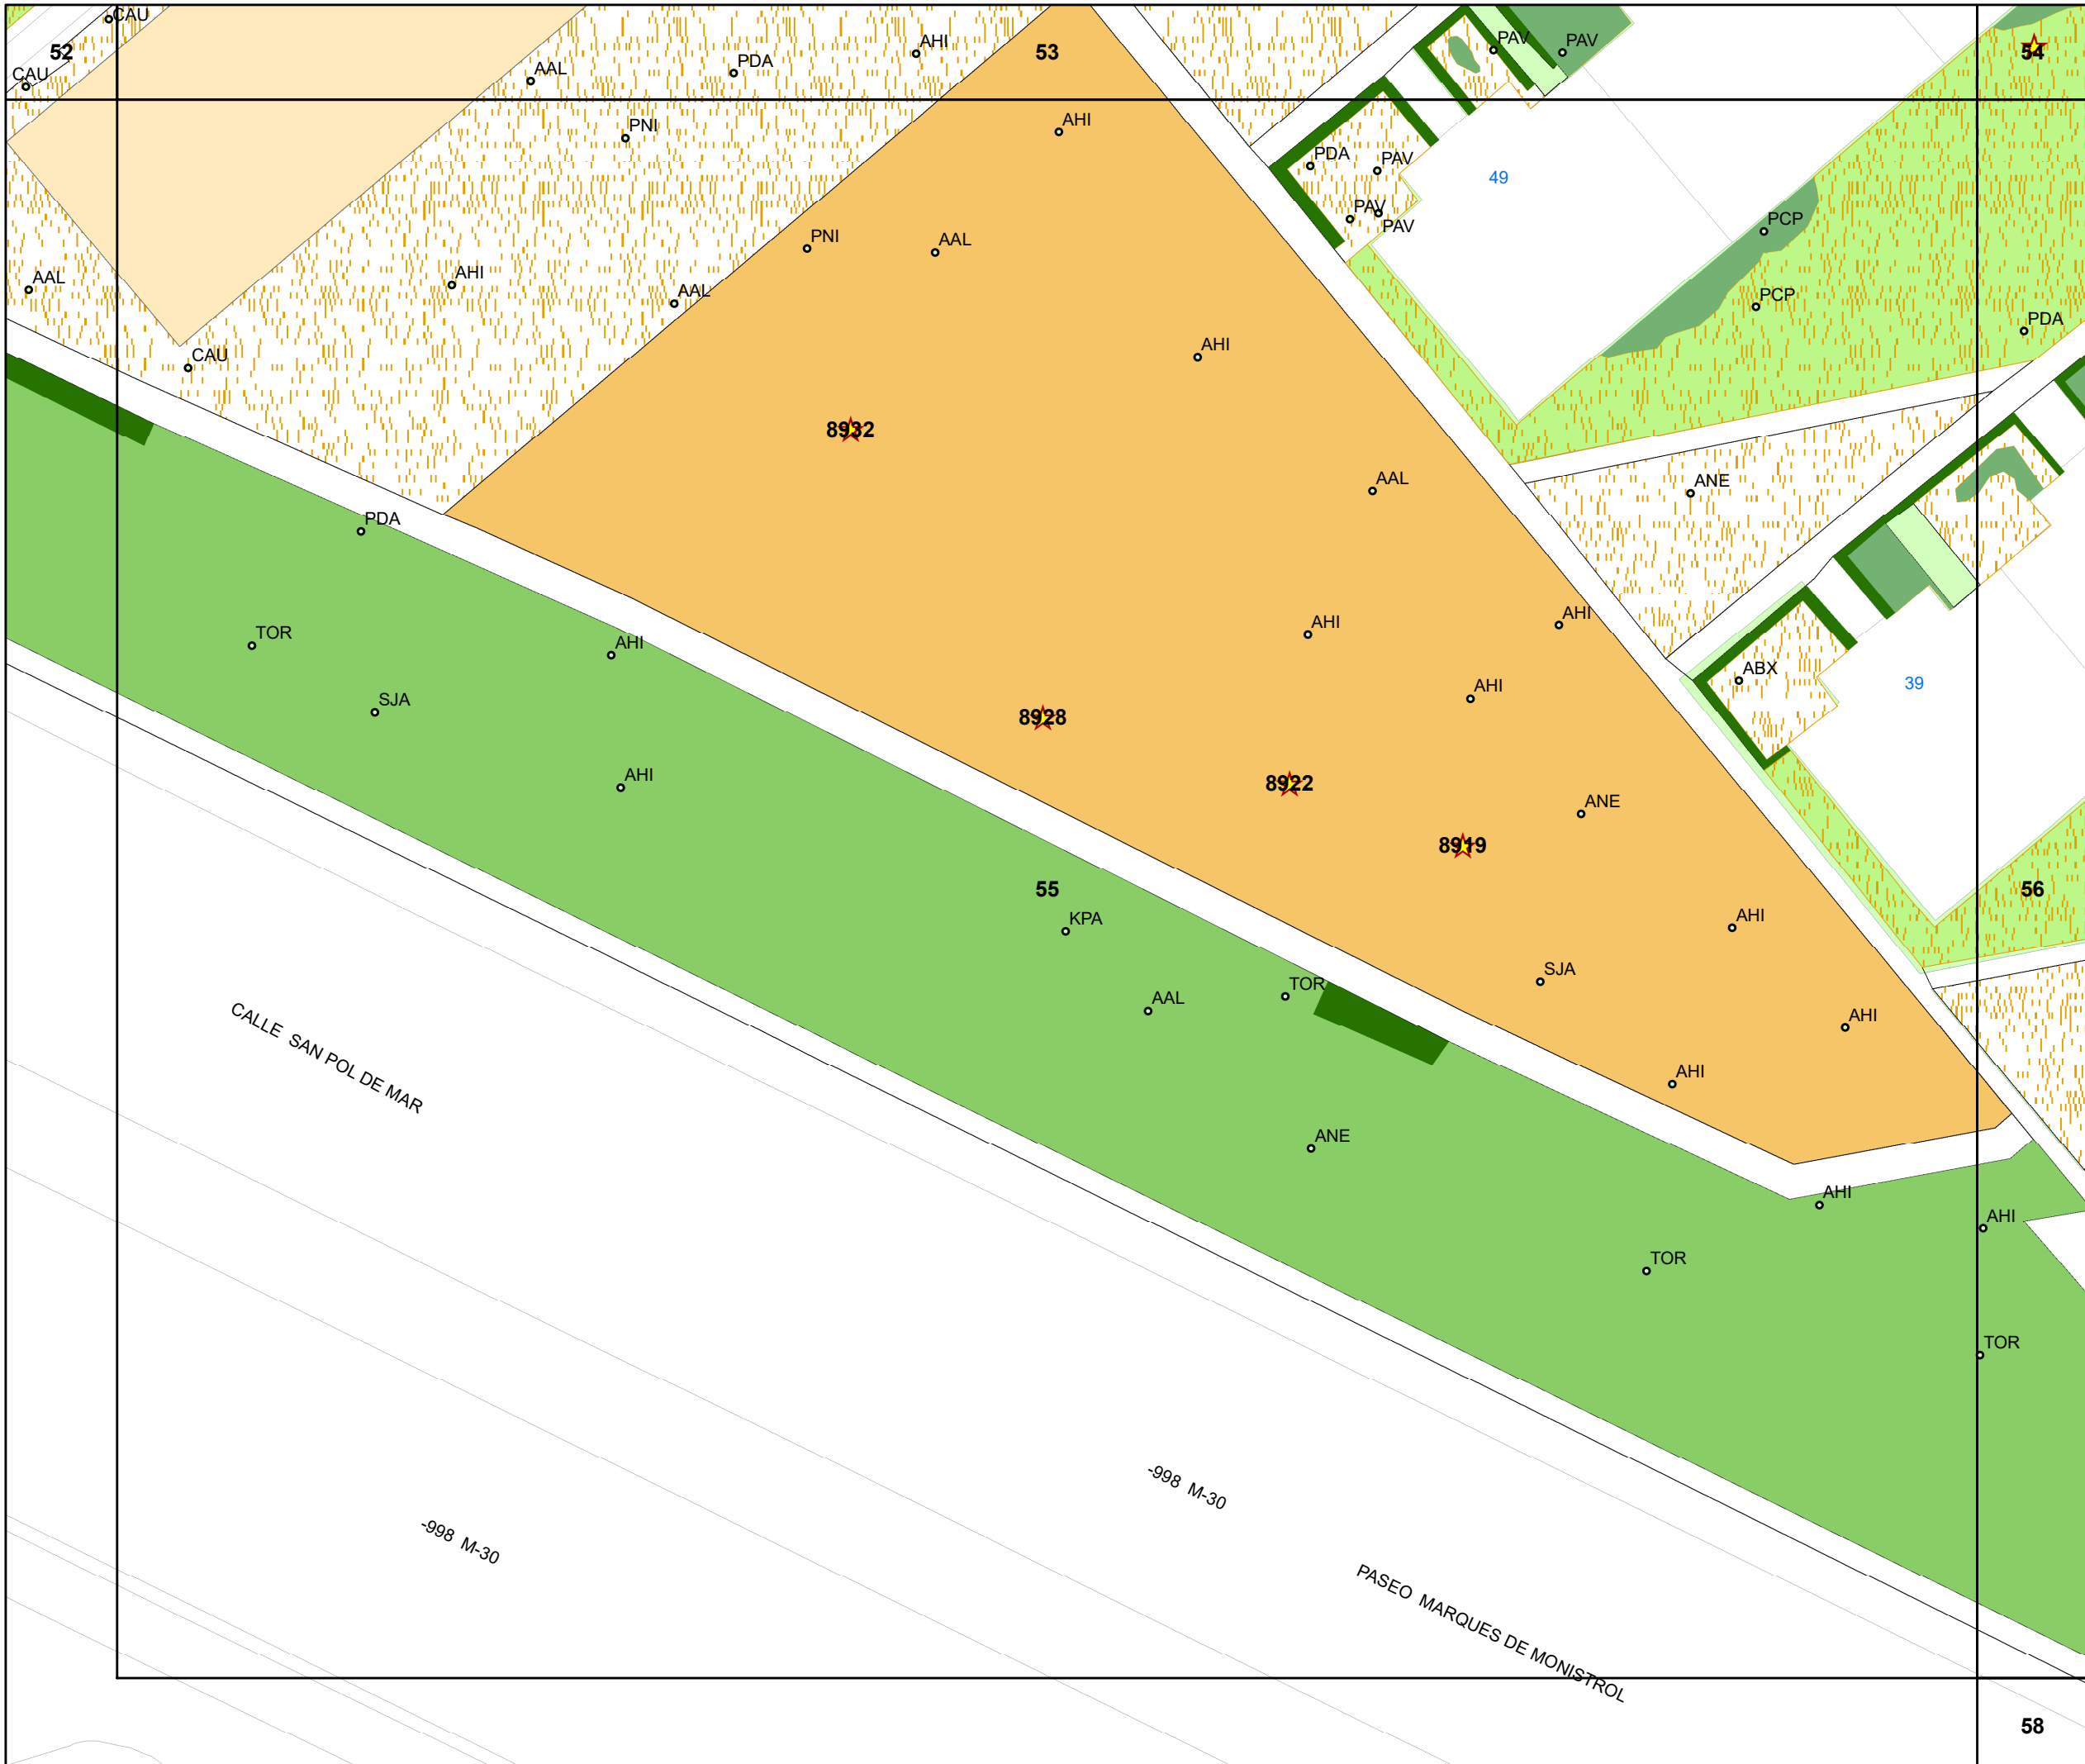 CAU
52
53
AHI
PAV
PAV
54
CAU
AAL
PDA
PNI
AHI
PDA
PAV
49
PAV
PAV
PCP
PNI
AAL
AAL
AHI
AAL
PCP
PDA
CAU
AHI
8932
AAL
ANE
PDA
TOR
AHI
AHI
AHI
SJA
AHI
ABX
39
8928
AHI
8922
ANE
8919
55
56
KPA
AHI
SJA
AAL
TOR
AHI
CALLE SAN POL DE MAR
AHI
ANE
AHI
AHI
TOR
TOR
-998 M-30
-998 M-30
PASEO MARQUES DE MONISTROL
58